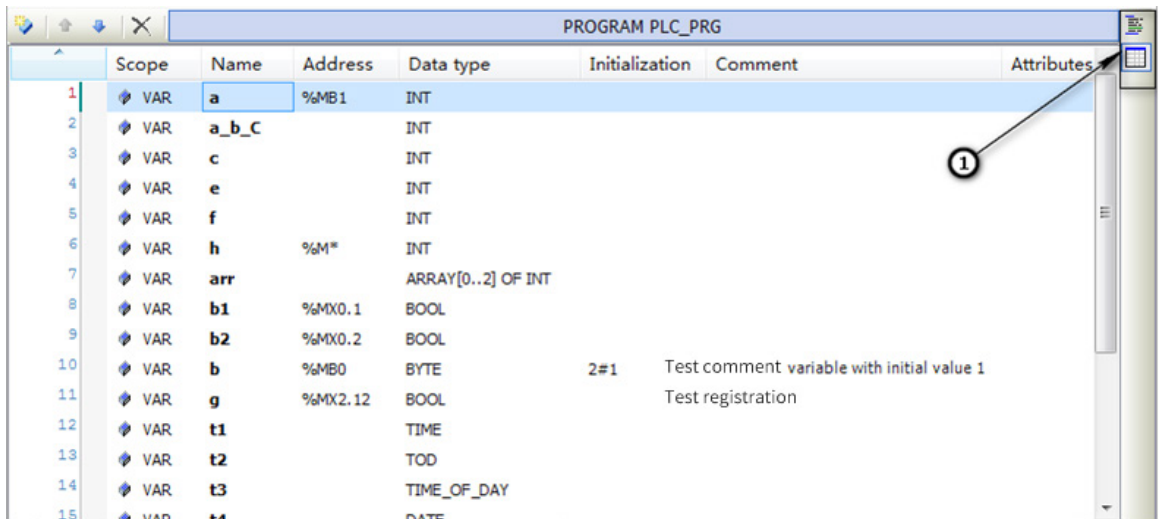 PROGRAM PLC_PRG
Scope Name Address Data type Initialization Comment Attributes
1 VAR a %MB1 INT
2 VAR a_b_C INT
3 VAR c INT
1
4 VAR e INT
5 VAR f INT
6 VAR h %M* INT
7 VAR arr ARRAY[0..2] OF INT
8 VAR b1 %MX0.1 BOOL
9 VAR b2 %MX0.2 BOOL
10 VAR b %MB0 BYTE 2#1 Test comment variable with initial value 1
11 VAR g %MX2.12 BOOL Test registration
12 VAR t1 TIME
13 VAR t2 TOD
14 VAR t3 TIME_OF_DAY
15 VAR t4 DATE